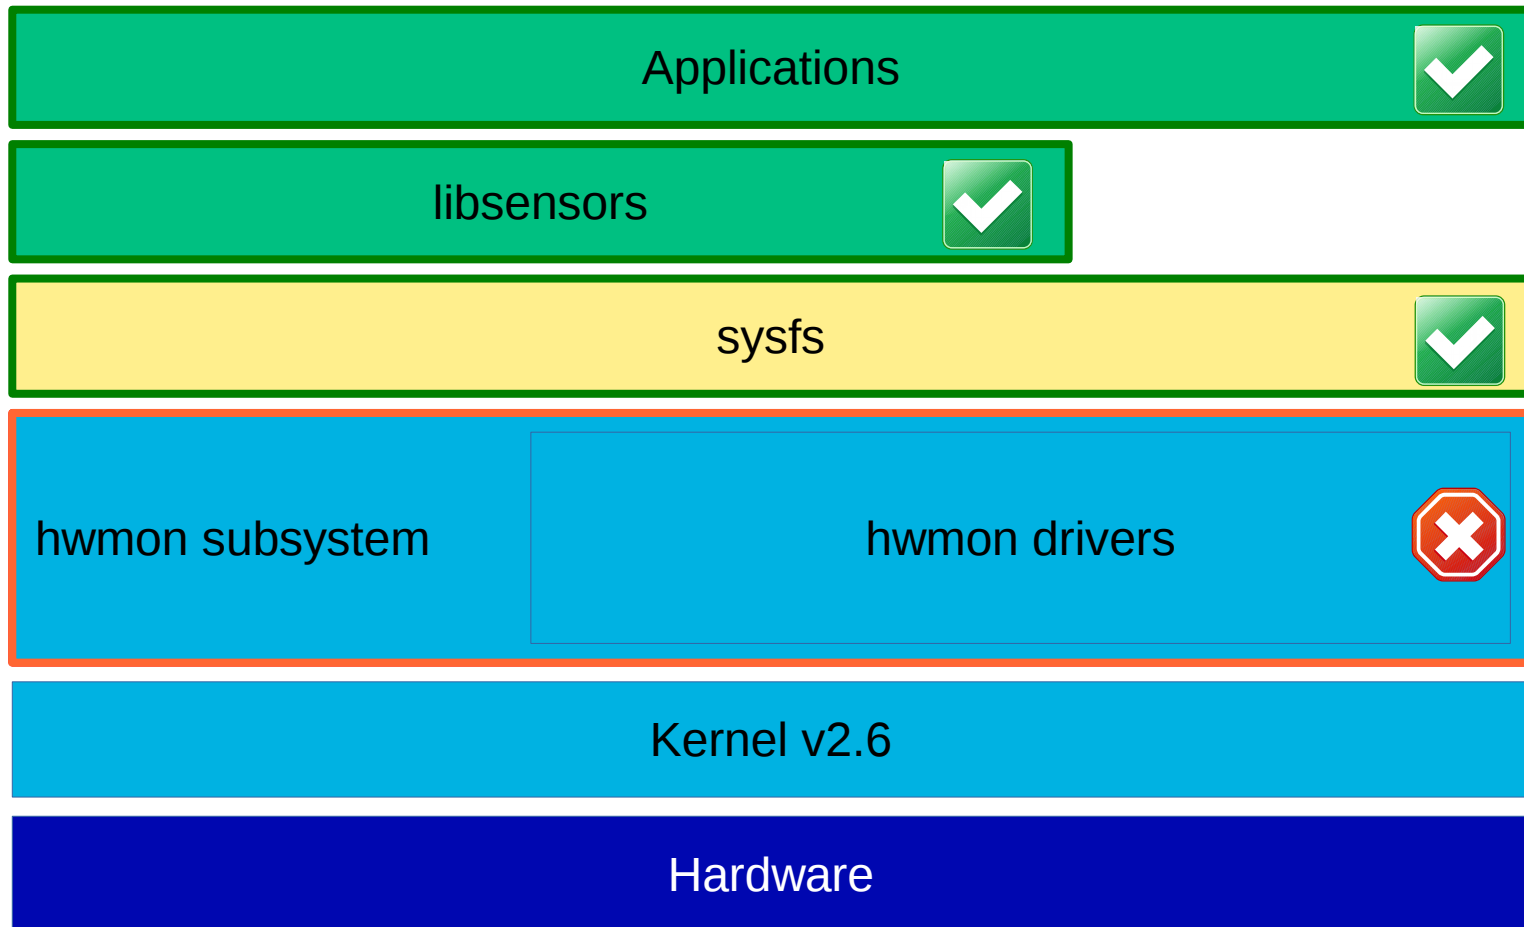 Applications
libsensors
sysfs
hwmon subsystem
hwmon drivers
Kernel v2.6
Hardware